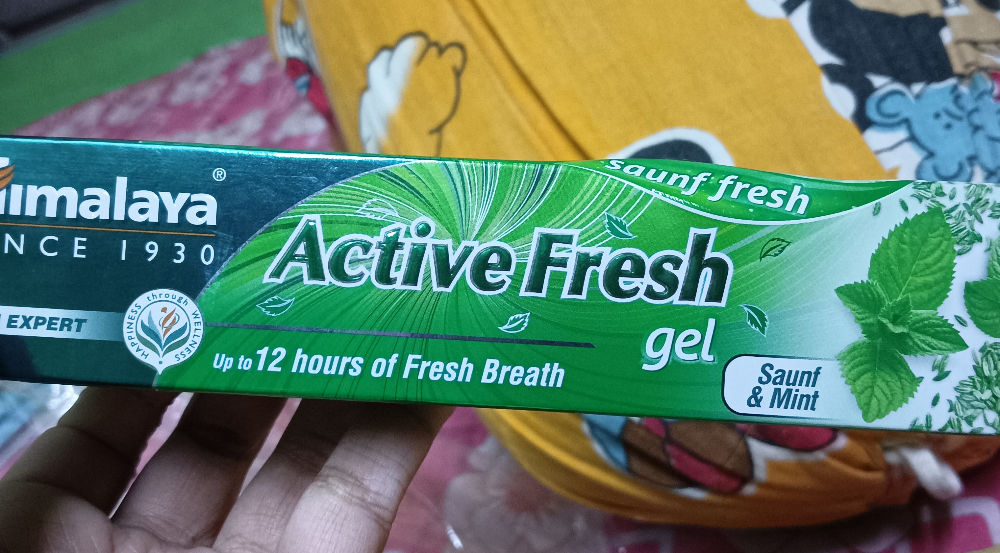 Himalaya®
SINCE 1930
EXPERT
HAPPINESS through WELLNESS
saunf fresh
Active Fresh
gel
Up to 12 hours of Fresh Breath
Saunf
& Mint